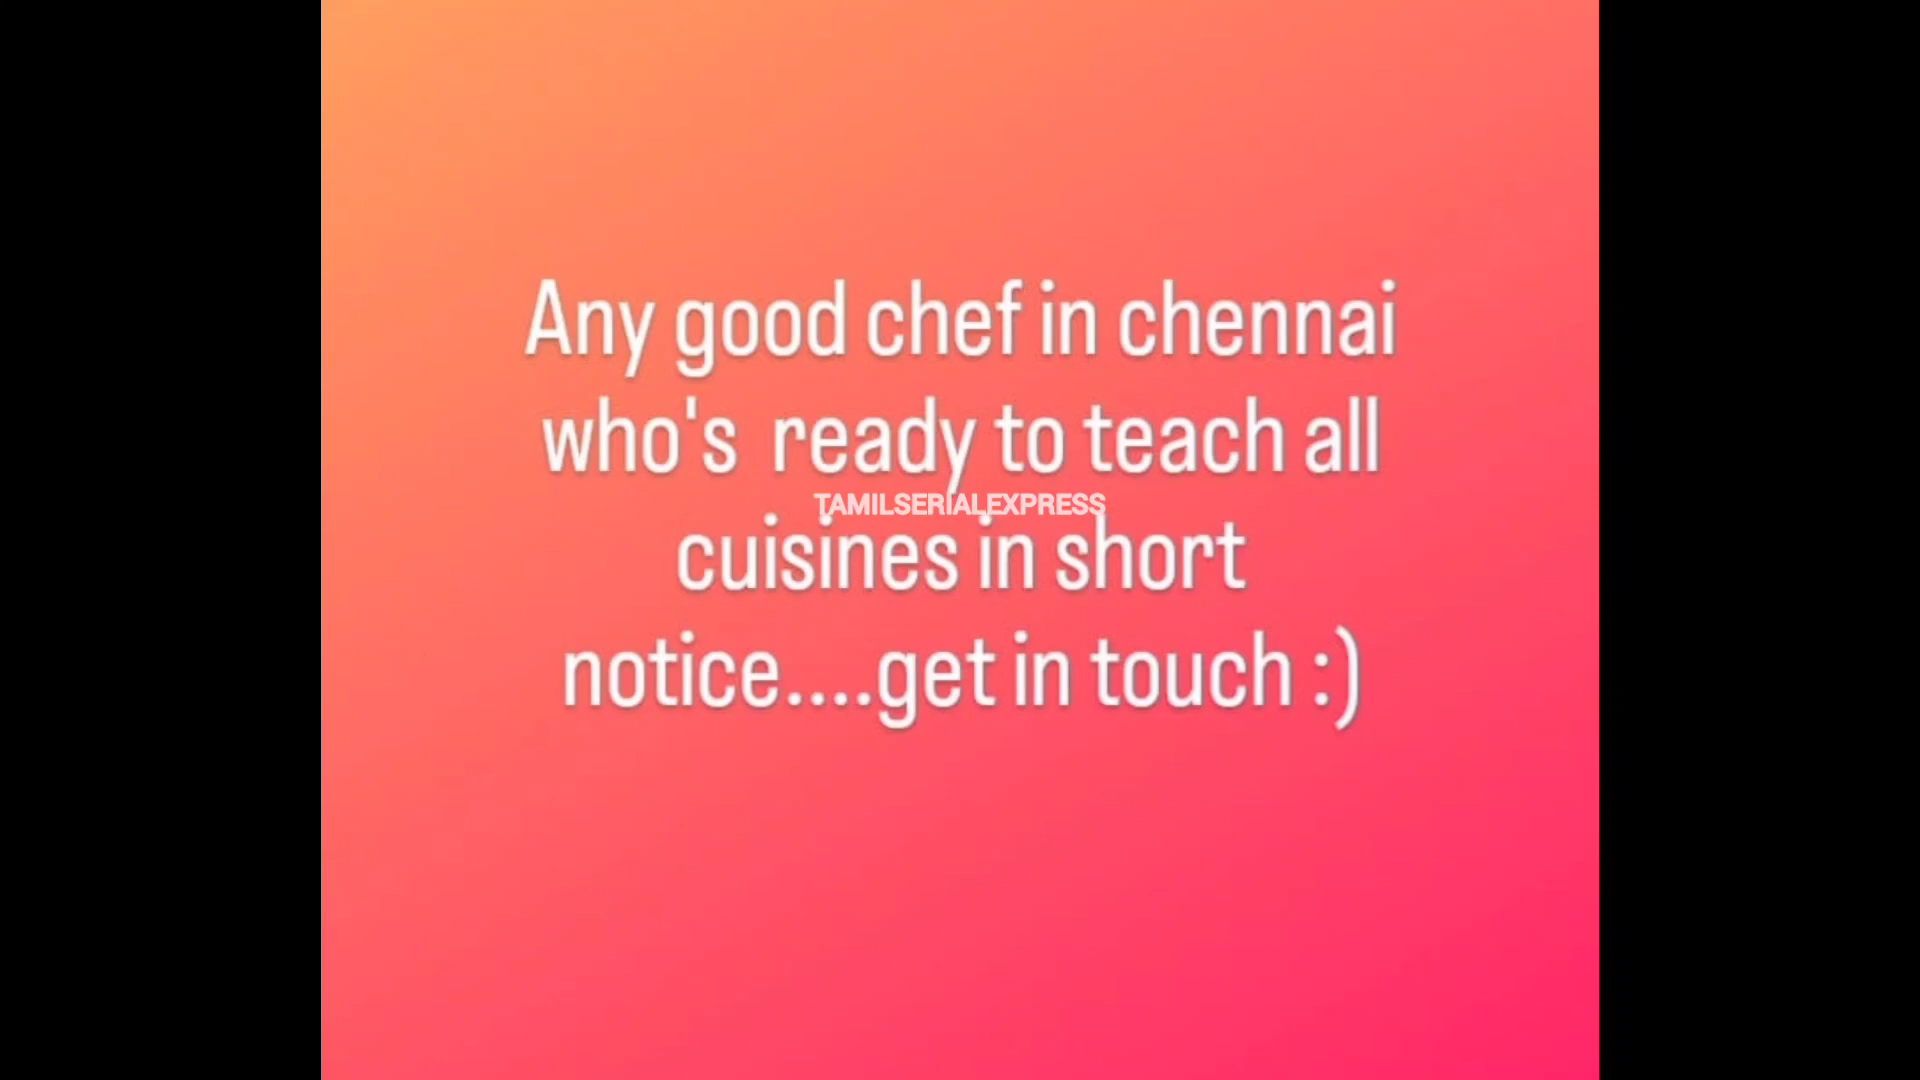 Any good chef in chennai
who's  ready to teach all
TAMILSERIALEXPRESS
cuisines in short
notice....get in touch :)